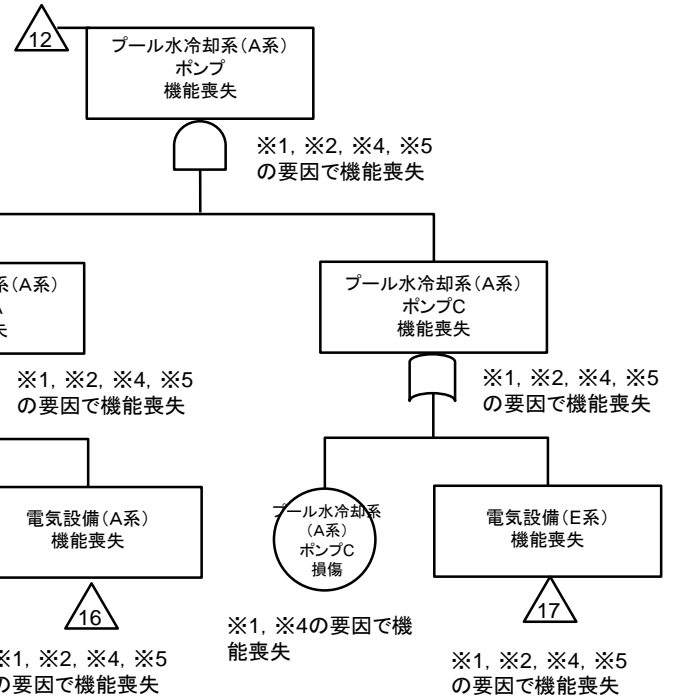 12
プール水冷却系(A系)
ポンプ
機能喪失
※1, ※2, ※4, ※5
の要因で機能喪失
系(A系)
プール水冷却系(A系)
ポンプC
機能喪失
※1, ※2, ※4, ※5
の要因で機能喪失
※1, ※2, ※4, ※5
の要因で機能喪失
電気設備(A系)
機能喪失
プール水冷却系
(A系)
ポンプC
損傷
電気設備(E系)
機能喪失
16
17
※1, ※4の要因で機
能喪失
※1, ※2, ※4, ※5
の要因で機能喪失
※1, ※2, ※4, ※5
の要因で機能喪失